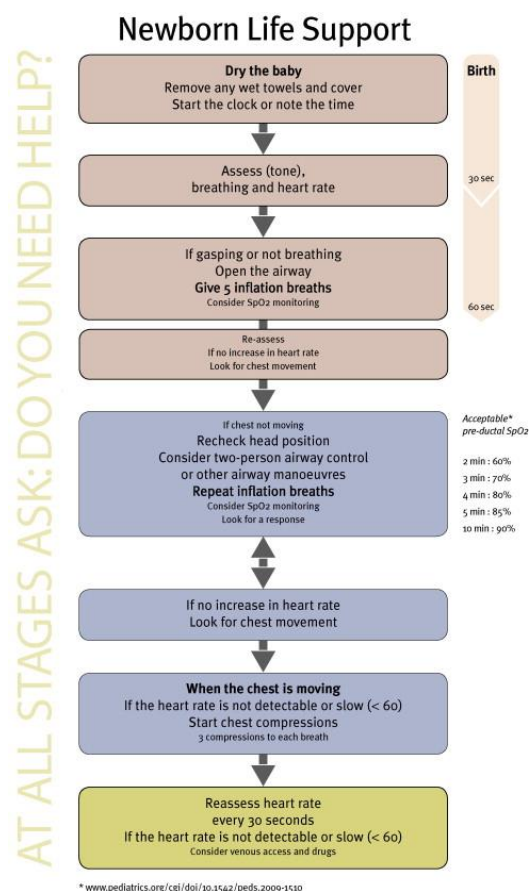 Newborn Life Support
AT ALL STAGES ASK: DO YOU NEED HELP?
Dry the baby
Remove any wet towels and cover
Start the clock or note the time
Birth
Assess (tone),
breathing and heart rate
30 sec
If gasping or not breathing
Open the airway
Give 5 inflation breaths
Consider SpO2 monitoring
60 sec
Re-assess
If no increase in heart rate
Look for chest movement
If chest not moving
Recheck head position
Consider two-person airway control
or other airway manoeuvres
Repeat inflation breaths
Consider SpO2 monitoring
Look for a response
Acceptable*
pre-ductal SpO2
2 min : 60%
3 min : 70%
4 min : 80%
5 min : 85%
10 min : 90%
If no increase in heart rate
Look for chest movement
When the chest is moving
If the heart rate is not detectable or slow (< 60)
Start chest compressions
3 compressions to each breath
Reassess heart rate
every 30 seconds
If the heart rate is not detectable or slow (< 60)
Consider venous access and drugs
* www.pediatrics.org/cgi/doi/10.1542/peds.2009-1510